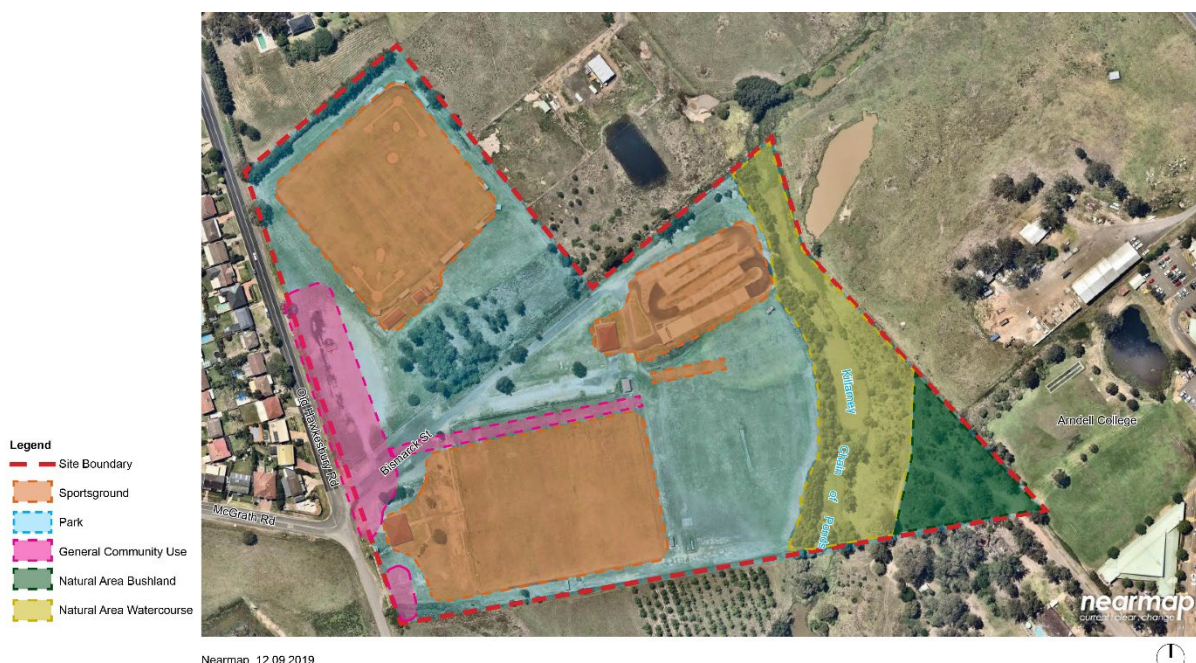 Legend
Site Boundary
Sportsground
Park
General Community Use
Natural Area Bushland
Natural Area Watercourse
Old Hawkesbury Rd
McGrath Rd
Bismarck St
Killarney Chain of Ponds
Arndell College
nearmap
current | clear | change
Nearmap 12.09.2019